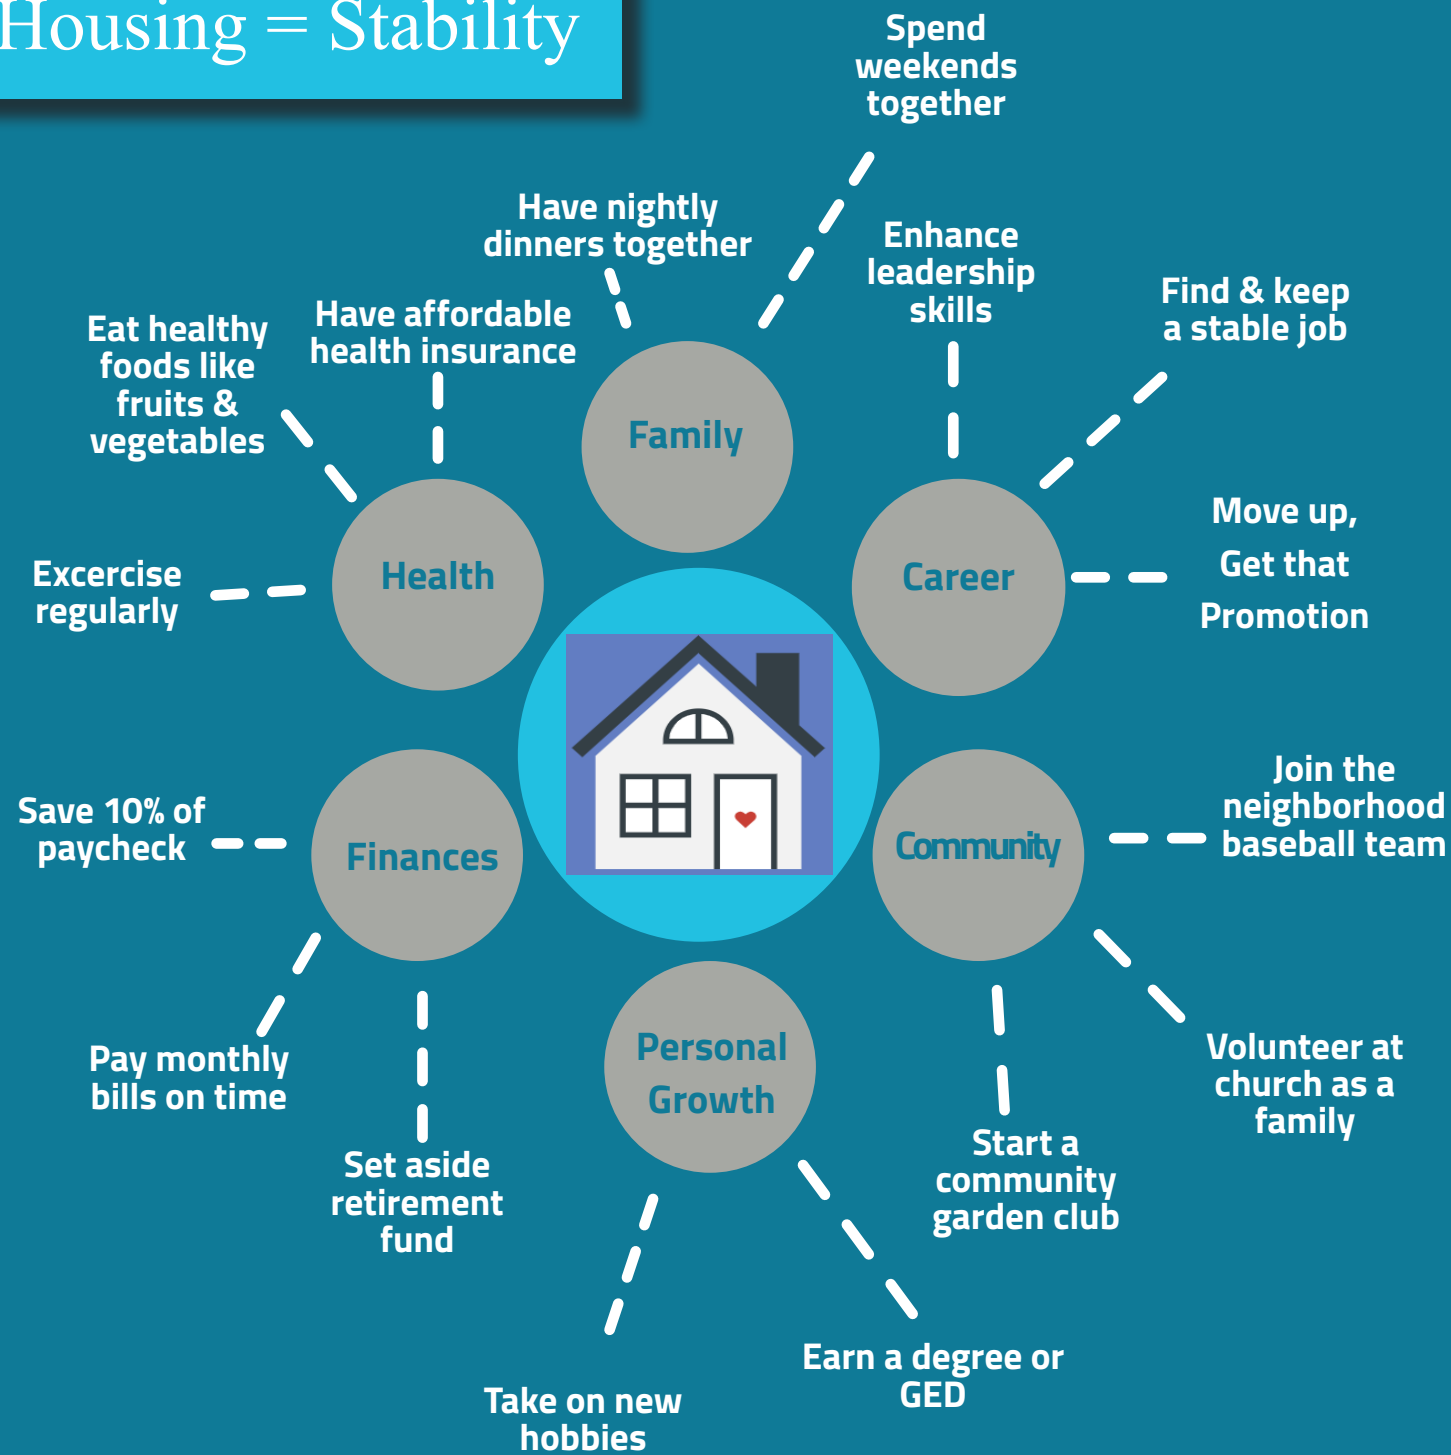 Housing = Stability
Spend
weekends
together
Have nightly
dinners together
Enhance
leadership
skills
Find & keep
a stable job
Have affordable
health insurance
Eat healthy
foods like
fruits &
vegetables
Family
Move up,
Get that
Promotion
Health
Career
Excercise
regularly
Join the
neighborhood
baseball team
Save 10% of
paycheck
Finances
Community
Pay monthly
bills on time
Personal
Growth
Volunteer at
church as a
family
Start a
community
garden club
Set aside
retirement
fund
Earn a degree or
GED
Take on new
hobbies